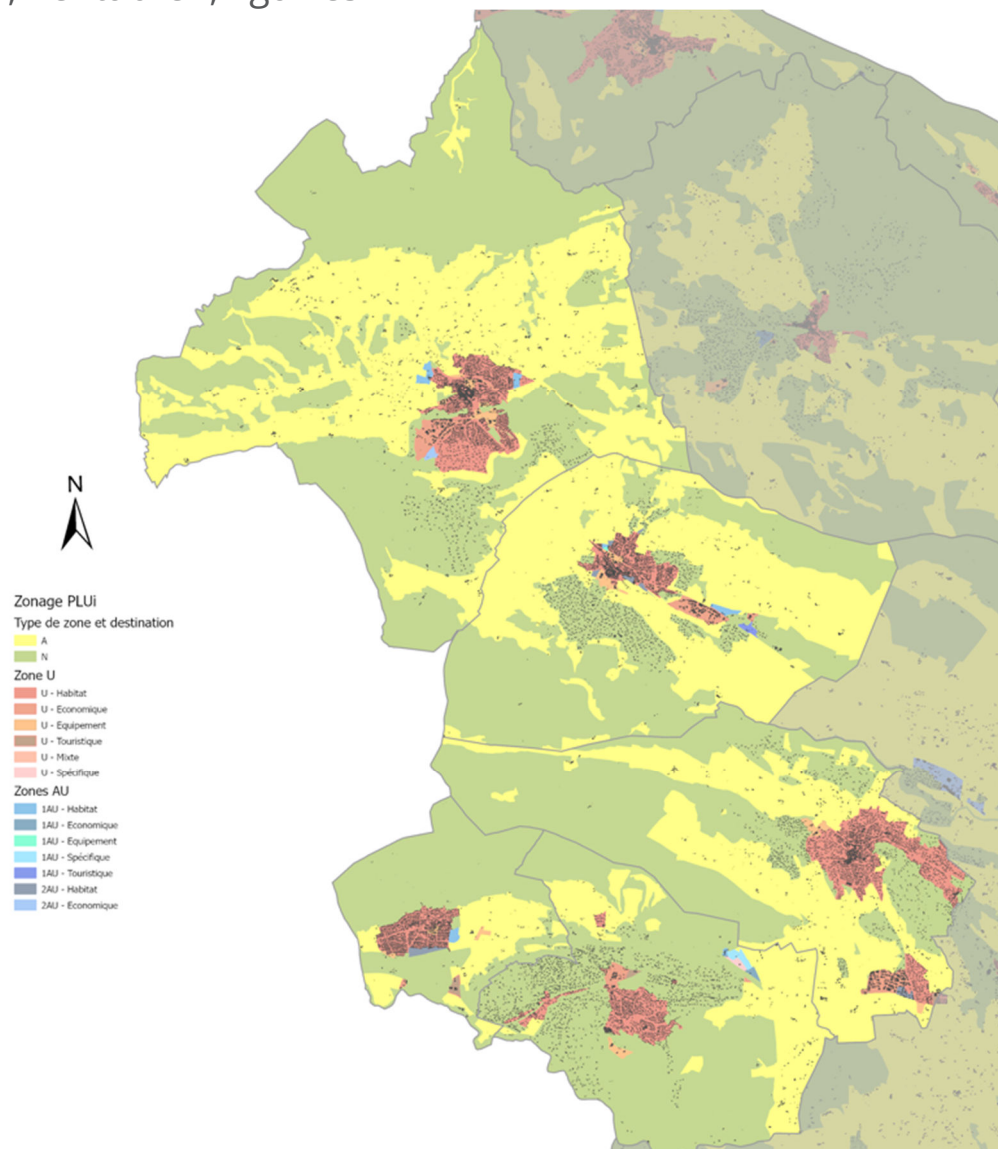 N
Zonage PLUi
Type de zone et destination
A
N
Zone U
U - Habitat
U - Economique
U - Equipement
U - Touristique
U - Mixte
U - Spécifique
Zones AU
1AU - Habitat
1AU - Economique
1AU - Equipement
1AU - Spécifique
1AU - Touristique
2AU - Habitat
2AU - Economique